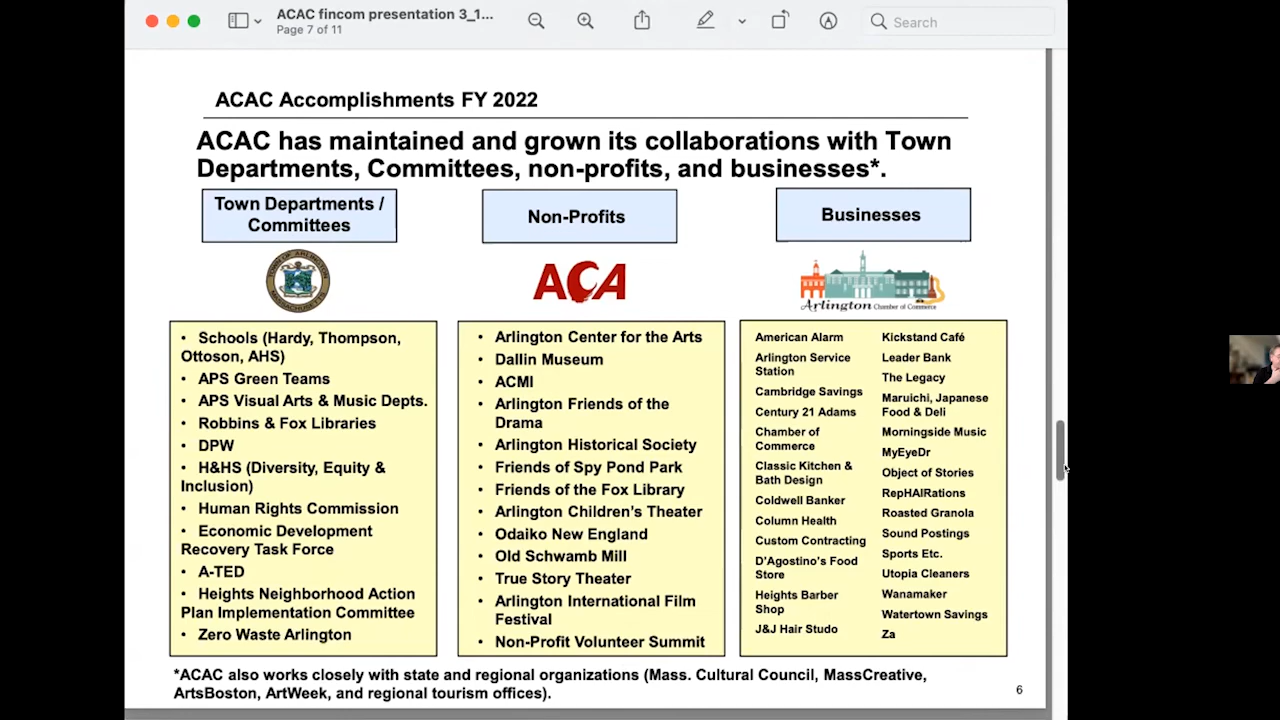 ACAC fincom presentation 3_1...
Page 7 of 11
Search
ACAC Accomplishments FY 2022
ACAC has maintained and grown its collaborations with Town
Departments, Committees, non-profits, and businesses*.
Town Departments /
Committees
TOWN OF ARLINGTON
MASSACHUSETTS
• Schools (Hardy, Thompson,
Ottoson, AHS)
• APS Green Teams
• APS Visual Arts & Music Depts.
• Robbins & Fox Libraries
• DPW
• H&HS (Diversity, Equity &
Inclusion)
• Human Rights Commission
• Economic Development
Recovery Task Force
• A-TED
• Heights Neighborhood Action
Plan Implementation Committee
• Zero Waste Arlington
Non-Profits
ACA
• Arlington Center for the Arts
• Dallin Museum
• ACMI
• Arlington Friends of the
Drama
• Arlington Historical Society
• Friends of Spy Pond Park
• Friends of the Fox Library
• Arlington Children's Theater
• Odaiko New England
• Old Schwamb Mill
• True Story Theater
• Arlington International Film
Festival
• Non-Profit Volunteer Summit
Businesses
Arlington Chamber of Commerce
American Alarm
Arlington Service
Station
Cambridge Savings
Century 21 Adams
Chamber of
Commerce
Classic Kitchen &
Bath Design
Coldwell Banker
Column Health
Custom Contracting
D'Agostino's Food
Store
Heights Barber
Shop
J&J Hair Studo
Kickstand Café
Leader Bank
The Legacy
Maruichi, Japanese
Food & Deli
Morningside Music
MyEyeDr
Object of Stories
RepHAIRations
Roasted Granola
Sound Postings
Sports Etc.
Utopia Cleaners
Wanamaker
Watertown Savings
Za
*ACAC also works closely with state and regional organizations (Mass. Cultural Council, MassCreative,
ArtsBoston, ArtWeek, and regional tourism offices).
6